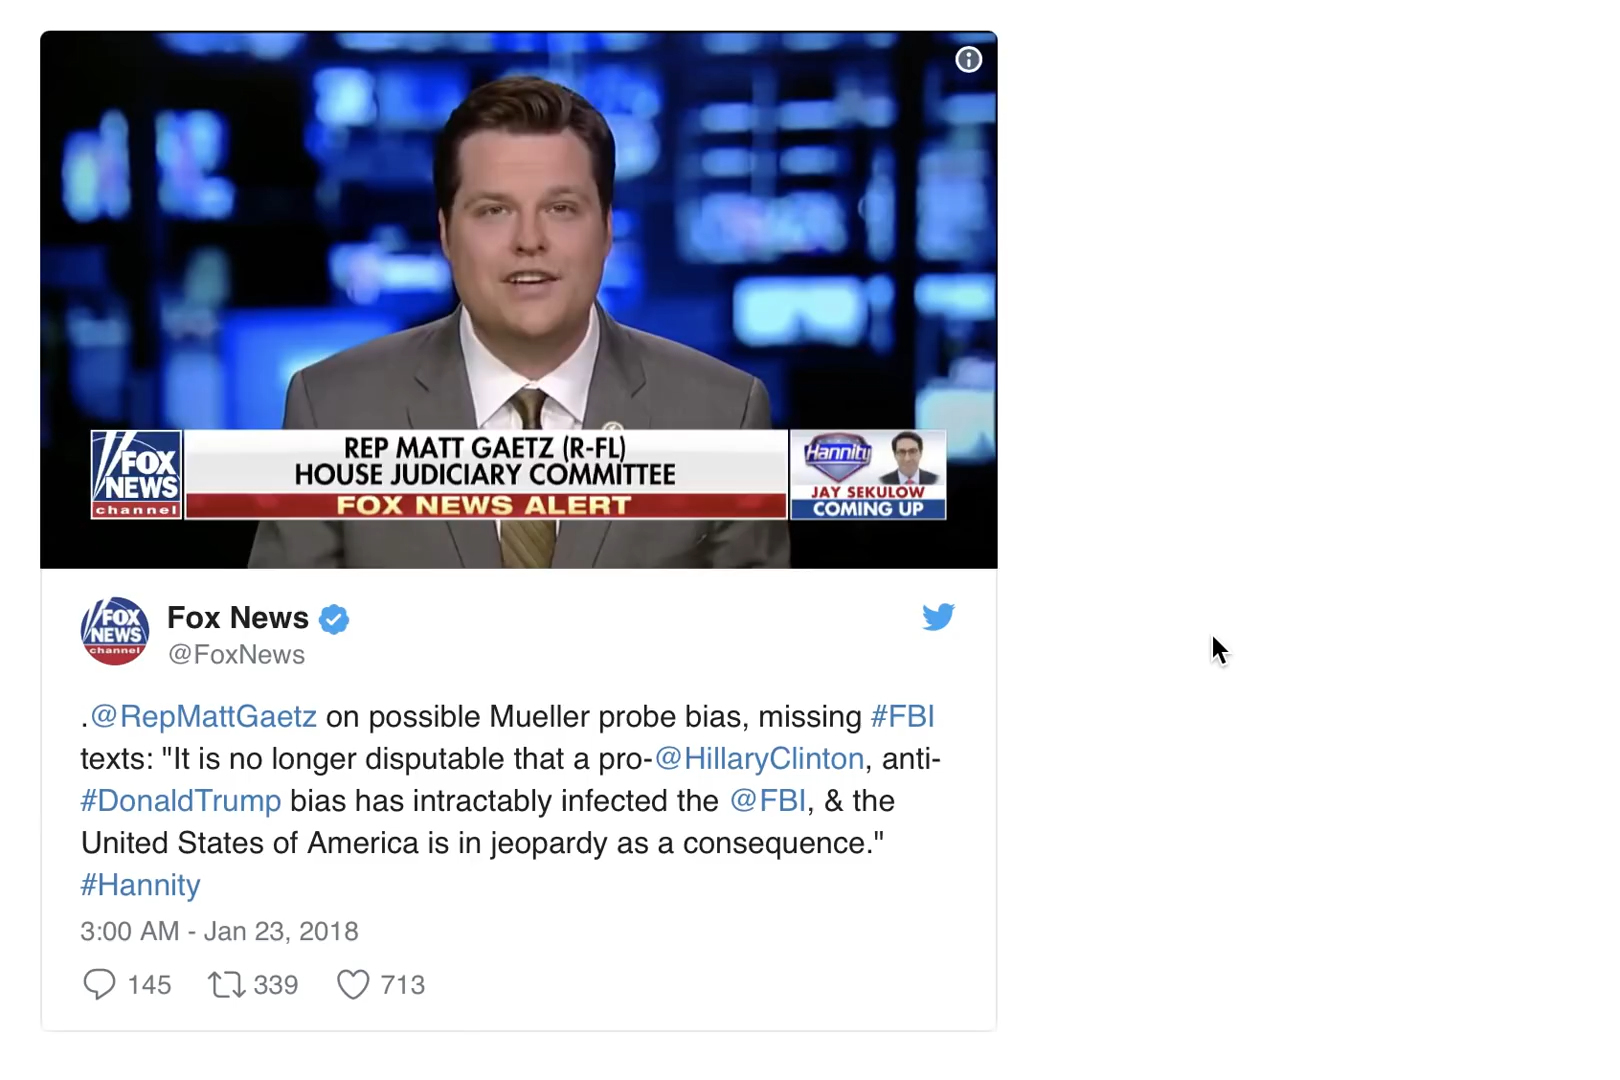 REP MATT GAETZ (R-FL)
HOUSE JUDICIARY COMMITTEE
FOX NEWS ALERT
FOX
NEWS
channel
Hannity
JAY SEKULOW
COMING UP
FOX
NEWS
channel
Fox News
@FoxNews
.@RepMattGaetz on possible Mueller probe bias, missing #FBI
texts: "It is no longer disputable that a pro-@HillaryClinton, anti-
#DonaldTrump bias has intractably infected the @FBI, & the
United States of America is in jeopardy as a consequence."
#Hannity
3:00 AM - Jan 23, 2018
145 339 713